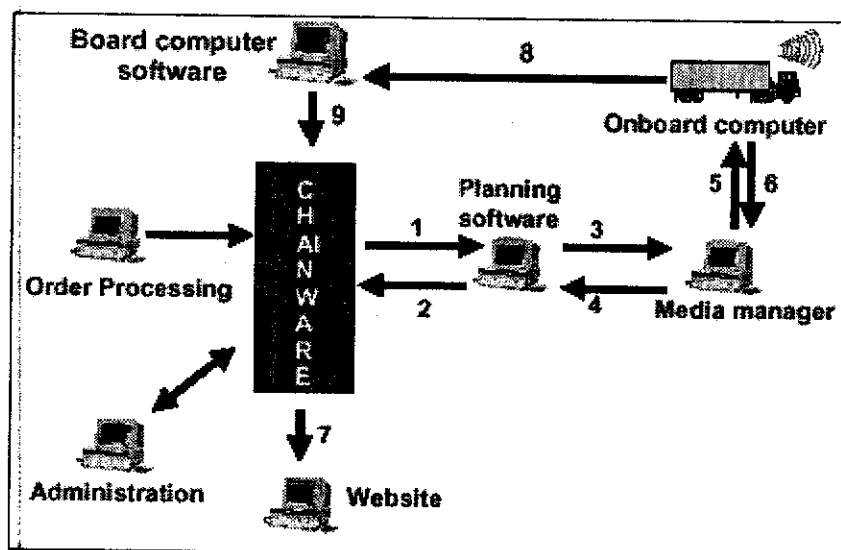 Board computer
software
8
Onboard computer
9
5
6
CHAINWARE
Planning
software
1
3
Order Processing
2
4
Media manager
7
Administration
Website